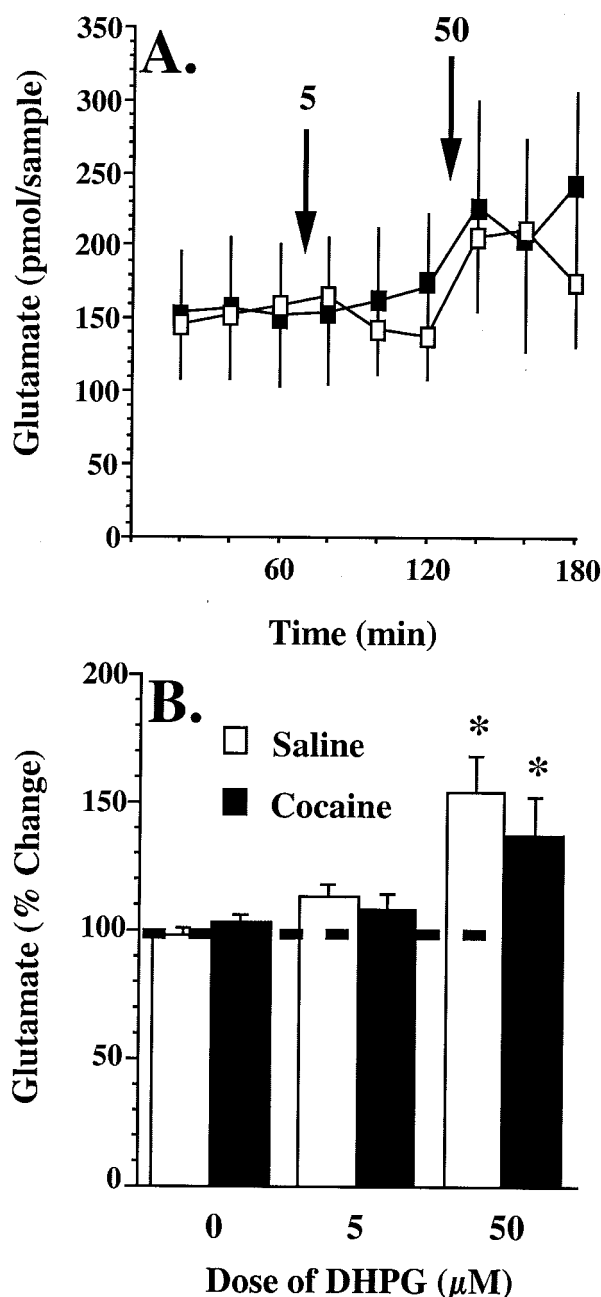 A.
350
300
250
200
150
100
50
0
5
50
Glutamate (pmol/sample)
60
120
180
Time (min)
B.
200
150
100
50
0
Saline
Cocaine
*
*
Glutamate (% Change)
0
5
50
Dose of DHPG (µM)